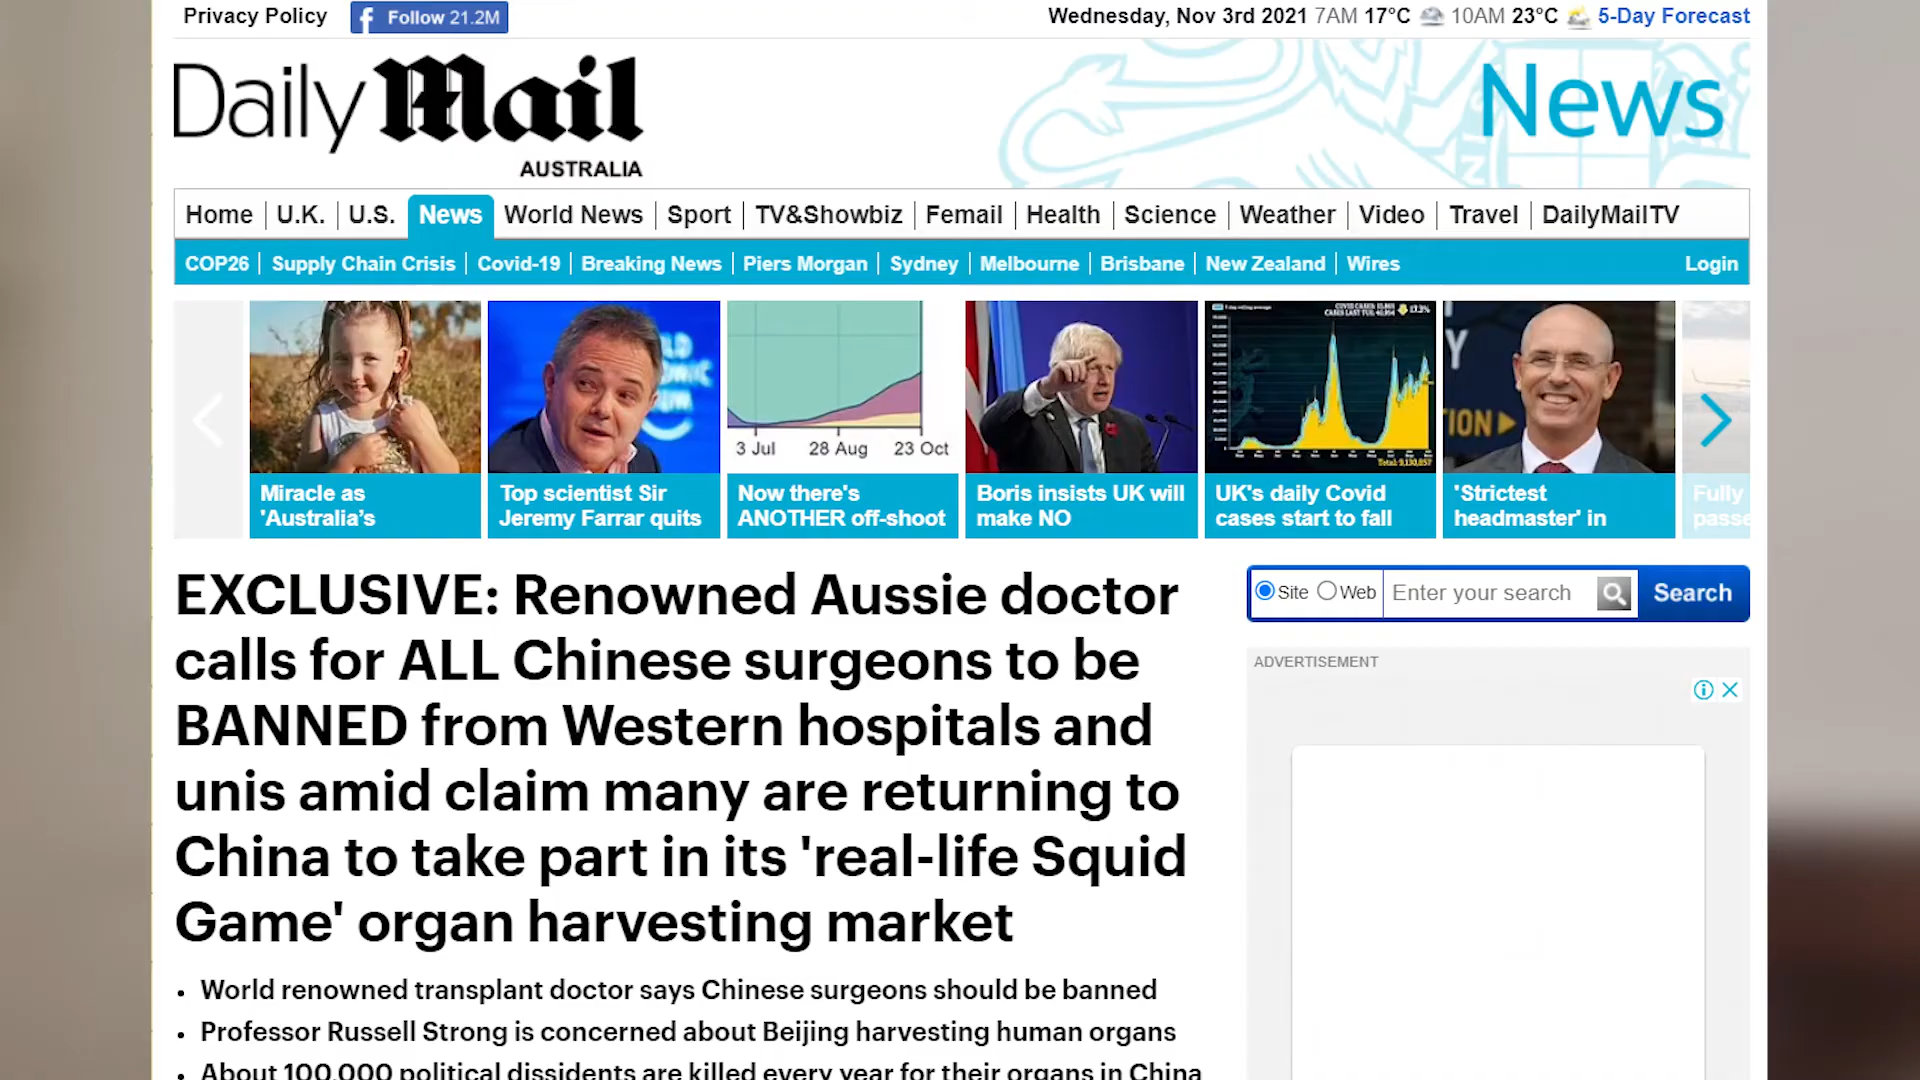 Privacy Policy
Follow 21.2M
Wednesday, Nov 3rd 2021 7AM 17°C 10AM 23°C 5-Day Forecast
Daily Mail
AUSTRALIA
News
Home U.K. U.S. News World News Sport TV&Showbiz Femail Health Science Weather Video Travel DailyMailTV
COP26 Supply Chain Crisis Covid-19 Breaking News Piers Morgan Sydney Melbourne Brisbane New Zealand Wires Login
3 Jul 28 Aug 23 Oct
Miracle as
'Australia's
Top scientist Sir
Jeremy Farrar quits
Now there's
ANOTHER off-shoot
Boris insists UK will
make NO
UK's daily Covid
cases start to fall
'Strictest
headmaster' in
Fully
passe
EXCLUSIVE: Renowned Aussie doctor
calls for ALL Chinese surgeons to be
BANNED from Western hospitals and
unis amid claim many are returning to
China to take part in its 'real-life Squid
Game' organ harvesting market
• World renowned transplant doctor says Chinese surgeons should be banned
• Professor Russell Strong is concerned about Beijing harvesting human organs
• About 100,000 political dissidents are killed every year for their organs in China
Site Web Enter your search Search
ADVERTISEMENT